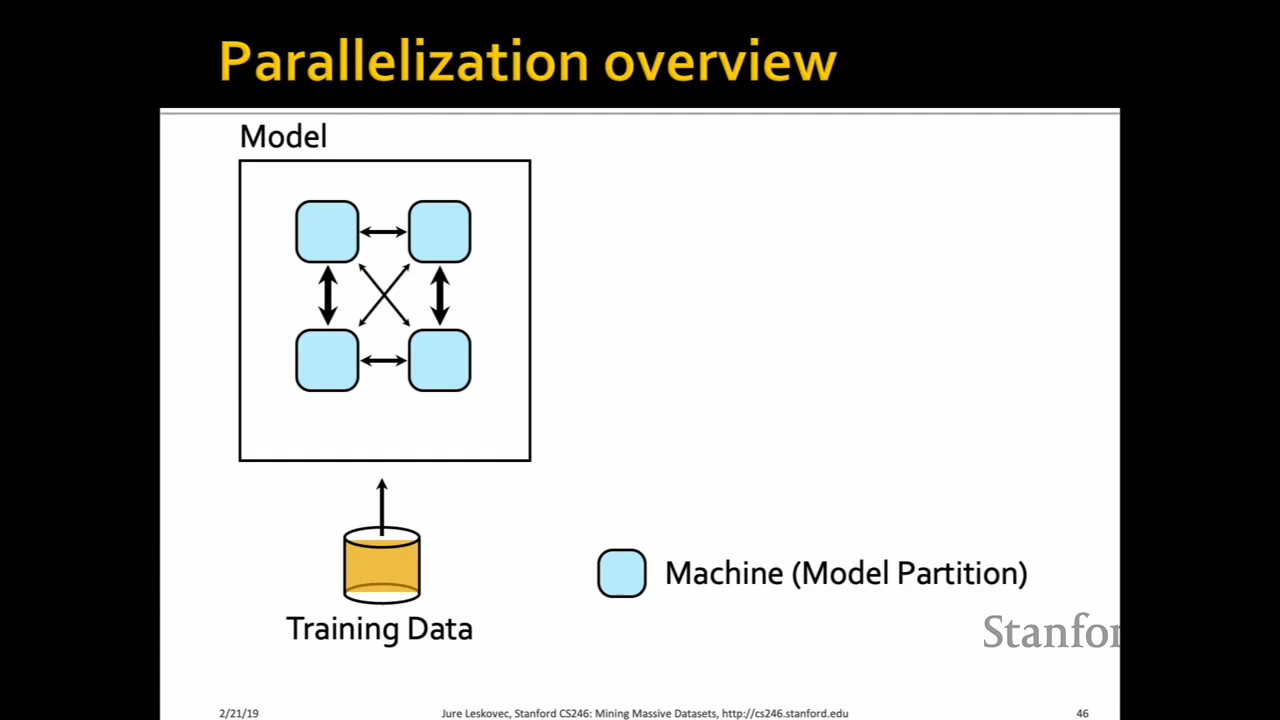 Parallelization overview
Model
Training Data
Machine (Model Partition)
Stanfor
2/21/19
Jure Leskovec, Stanford CS246: Mining Massive Datasets, http://cs246.stanford.edu
46